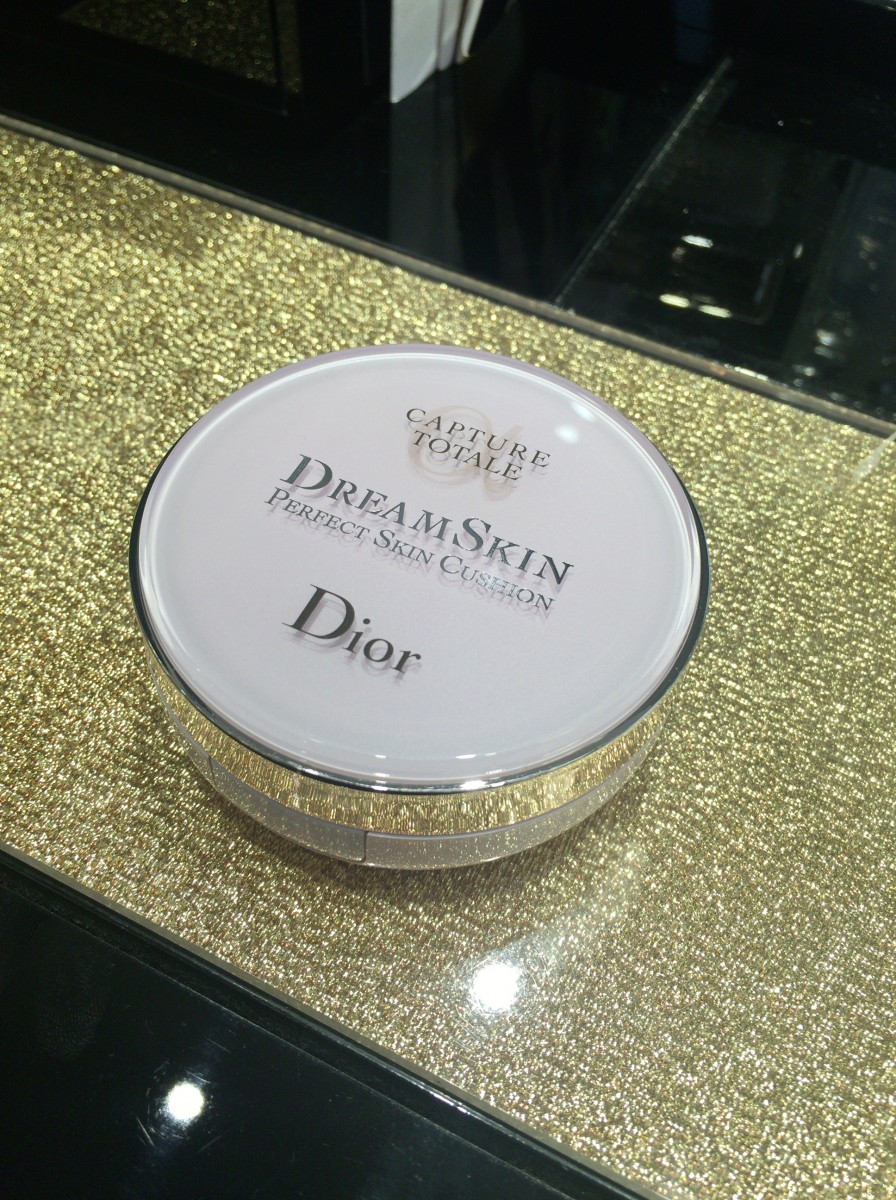 CAPTURE
TOTALE
DREAMSKIN
PERFECT SKIN CUSHION
Dior